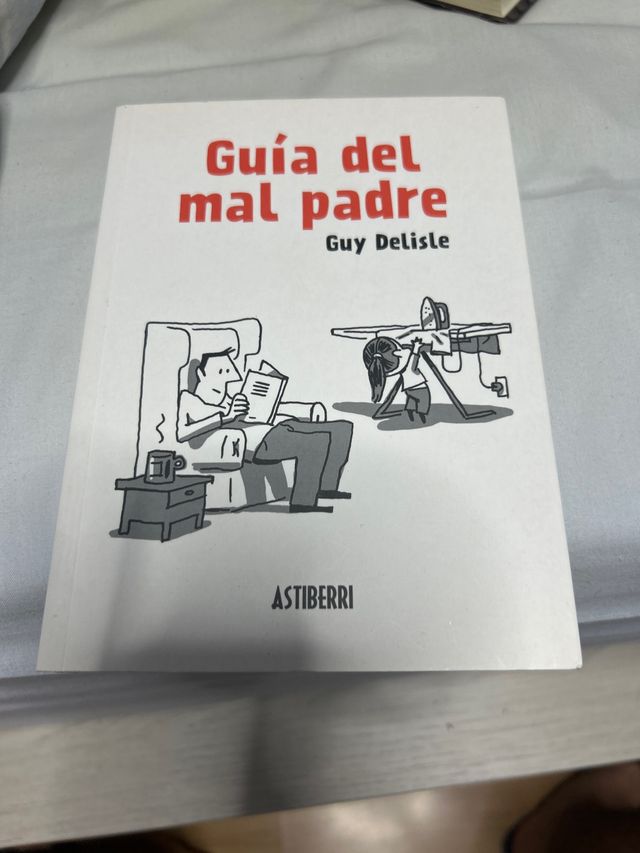 Guía del
mal padre
Guy Delisle
ASTIBERRI